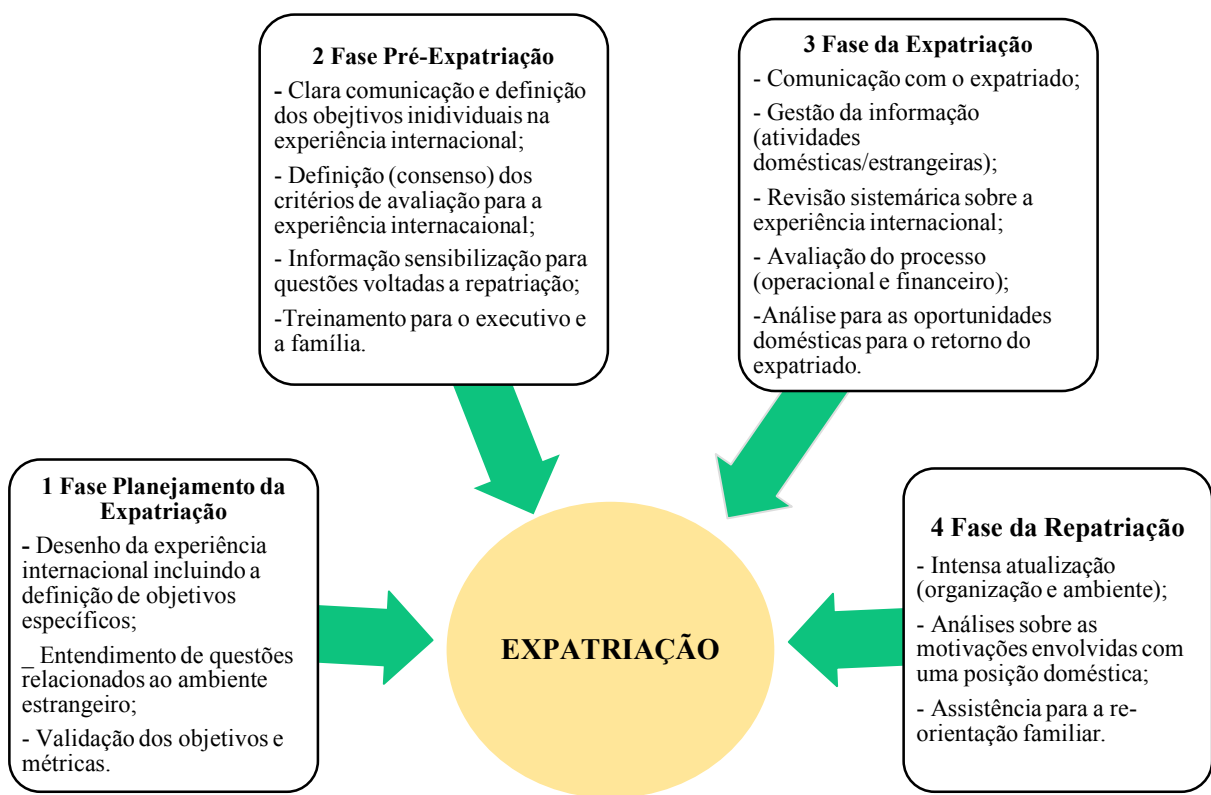 1 Fase Planejamento da
Expatriação
- Desenho da experiência
internacional incluindo a
definição de objetivos
específicos;
_ Entendimento de questões
relacionados ao ambiente
estrangeiro;
- Validação dos objetivos e
métricas.
2 Fase Pré-Expatriação
- Clara comunicação e definição
dos obejtivos inidividuais na
experiência internacional;
- Definição (consenso) dos
critérios de avaliação para a
experiência internacaional;
- Informação sensibilização para
questões voltadas a repatriação;
-Treinamento para o executivo e
a família.
3 Fase da Expatriação
- Comunicação com o expatriado;
- Gestão da informação
(atividades
domésticas/estrangeiras);
- Revisão sistemárica sobre a
experiência internacional;
- Avaliação do processo
(operacional e financeiro);
-Análise para as oportunidades
domésticas para o retorno do
expatriado.
4 Fase da Repatriação
- Intensa atualização
(organização e ambiente);
- Análises sobre as
motivações envolvidas com
uma posição doméstica;
- Assistência para a re-
orientação familiar.
EXPATRIAÇÃO